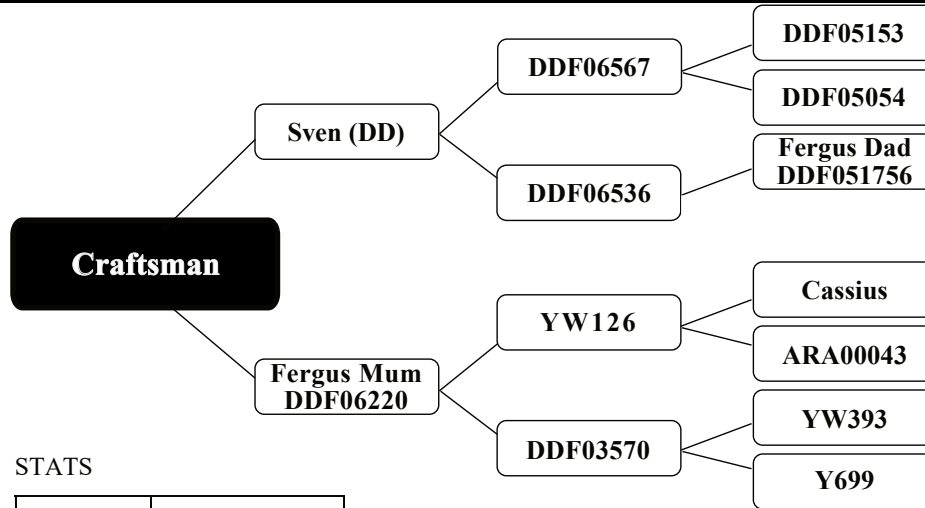 DDF05153
DDF06567
DDF05054
Sven (DD)
Fergus Dad
DDF051756
DDF06536
Craftsman
Cassius
YW126
ARA00043
Fergus Mum
DDF06220
YW393
DDF03570
Y699
STATS